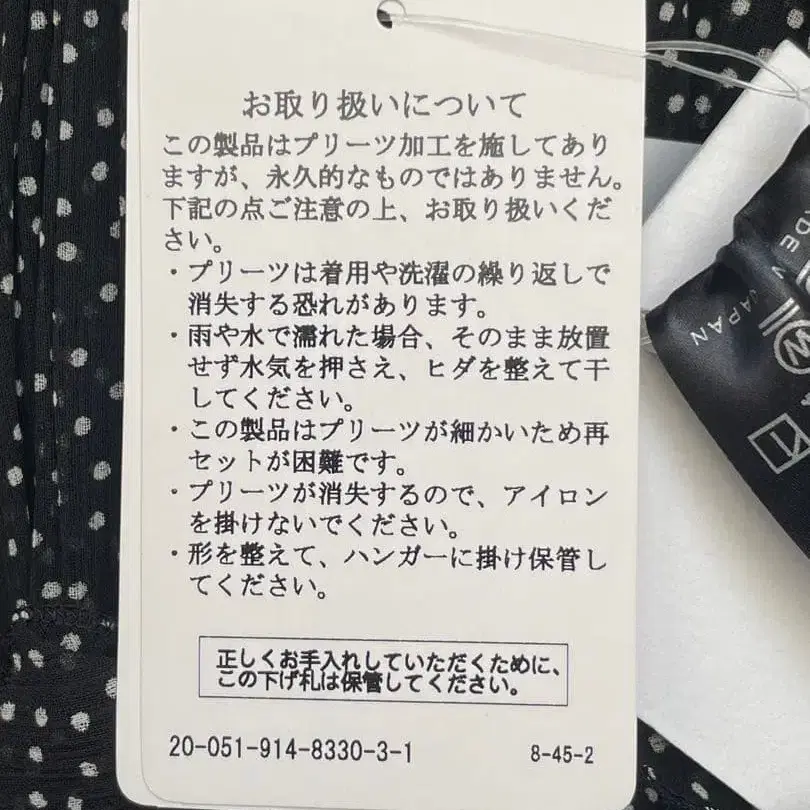 お取り扱いについて
この製品はプリーツ加工を施してあり
ますが、永久的なものではありません。
下記の点ご注意の上、お取り扱いくだ
さい。
・プリーツは着用や洗濯の繰り返しで
消失する恐れがあります。
・雨や水で濡れた場合、そのまま放置
せず水気を押さえ、ヒダを整えて干
してください。
・この製品はプリーツが細かいため再
セットが困難です。
・プリーツが消失するので、アイロン
を掛けないでください。
・形を整えて、ハンガーに掛け保管し
てください。
正しくお手入れしていただくために、
この下げ札は保管してください。
20-051-914-8330-3-1
8-45-2
JAPAN
W